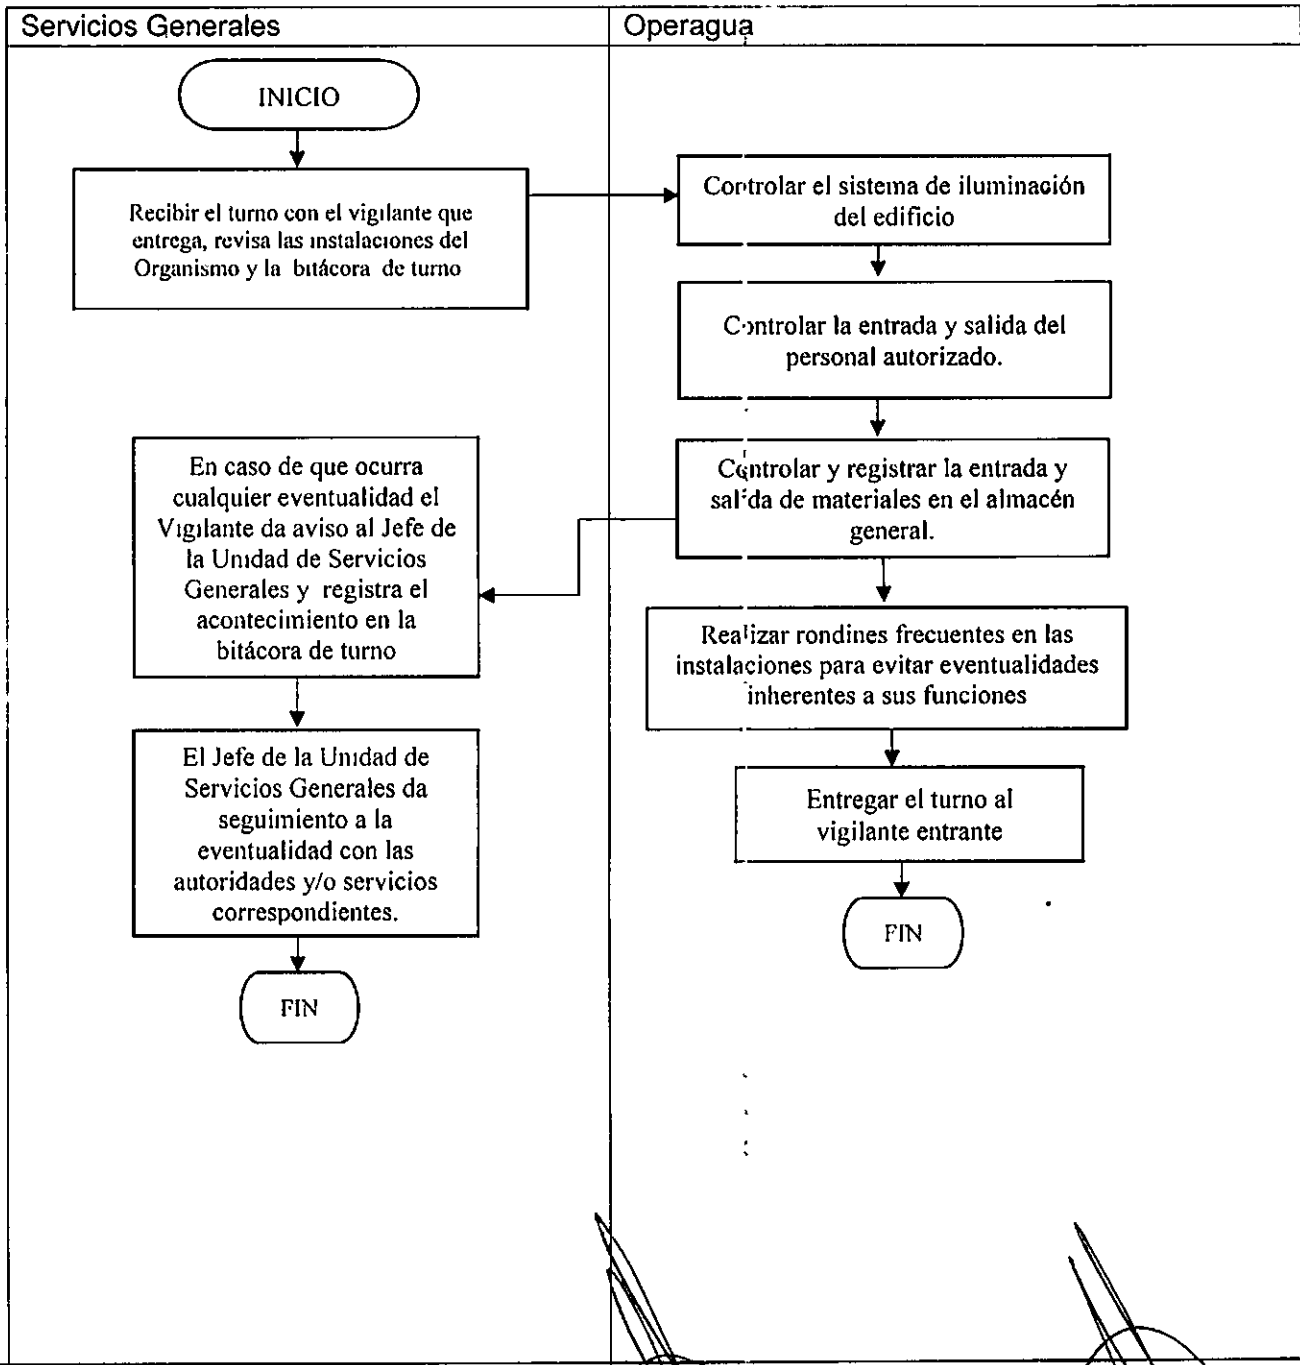 Servicios Generales
Operagua
INICIO
Recibir el turno con el vigilante que
entrega, revisa las instalaciones del
Organismo y la bitácora de turno
Controlar el sistema de iluminación
del edificio
Controlar la entrada y salida del
personal autorizado.
Controlar y registrar la entrada y
salida de materiales en el almacén
general.
En caso de que ocurra
cualquier eventualidad el
Vigilante da aviso al Jefe de
la Unidad de Servicios
Generales y registra el
acontecimiento en la
bitácora de turno
Realizar rondines frecuentes en las
instalaciones para evitar eventualidades
inherentes a sus funciones
El Jefe de la Unidad de
Servicios Generales da
seguimiento a la
eventualidad con las
autoridades y/o servicios
correspondientes.
Entregar el turno al
vigilante entrante
FIN
FIN